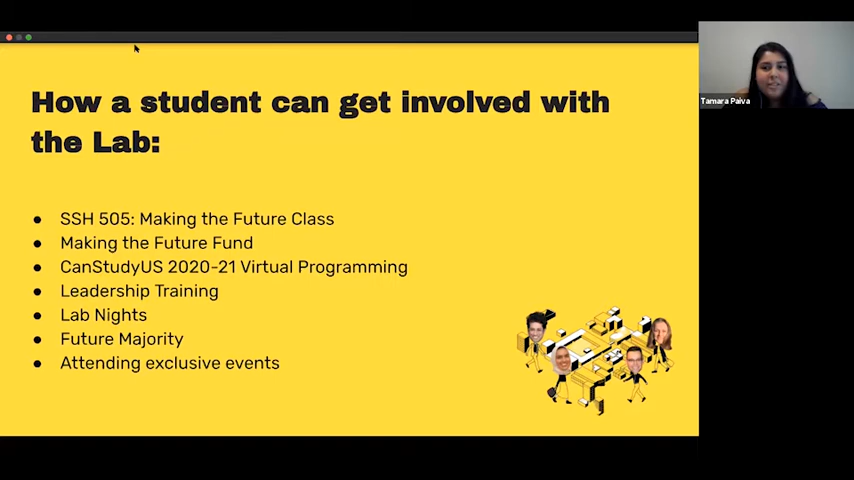 How a student can get involved with
the Lab:
● SSH 505: Making the Future Class
● Making the Future Fund
● CanStudyUS 2020-21 Virtual Programming
● Leadership Training
● Lab Nights
● Future Majority
● Attending exclusive events
Tamara Paiva